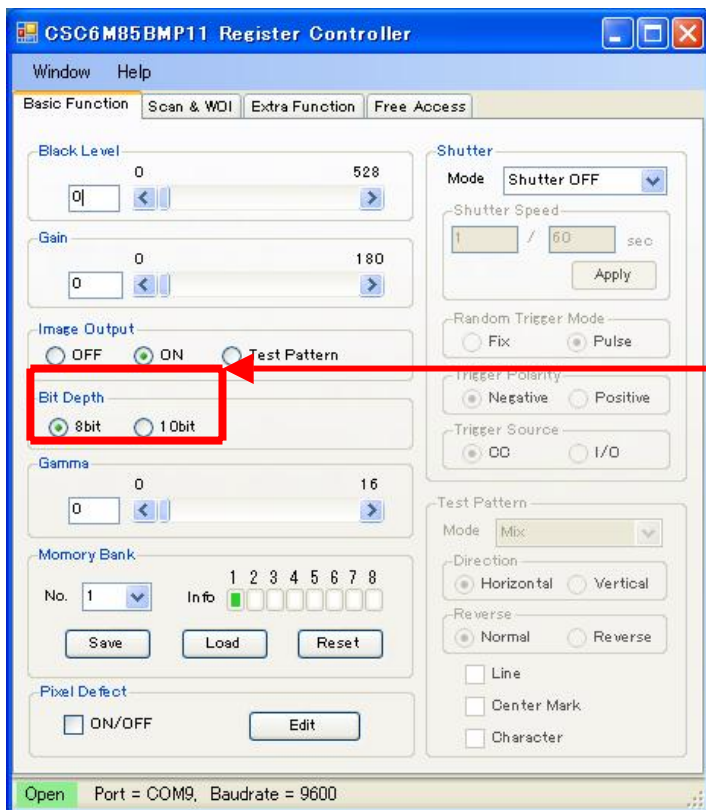 CSC6M85BMP11 Register Controller
Window Help
Basic Function Scan & WOI Extra Function Free Access
Black Level
0 528
0
Gain
0 180
0
Image Output
OFF ON Test Pattern
Bit Depth
8bit 10bit
Gamma
0 16
0
Momory Bank
No. 1 Info 1 2 3 4 5 6 7 8
Save Load Reset
Pixel Defect
ON/OFF Edit
Shutter
Mode Shutter OFF
Shutter Speed
1 / 60 sec
Apply
Random Trigger Mode
Fix Pulse
Trigger Polarity
Negative Positive
Trigger Source
CC I/O
Test Pattern
Mode Mix
Direction
Horizontal Vertical
Reverse
Normal Reverse
Line
Center Mark
Character
Open Port = COM9, Baudrate = 9600